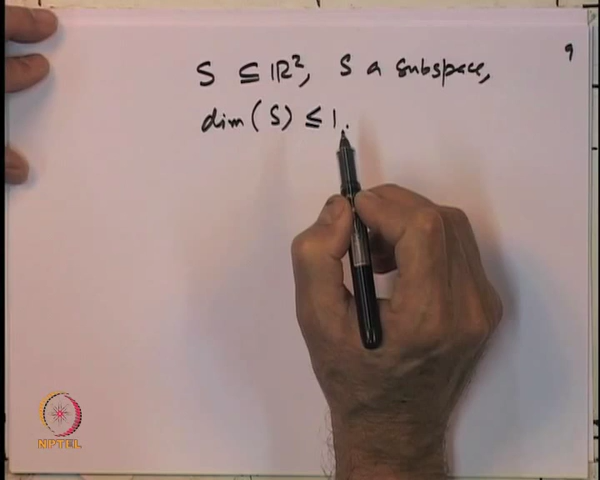 9
S ⊆ ℝ², S a subspace,
dim(S) ≤ 1.
NPTEL